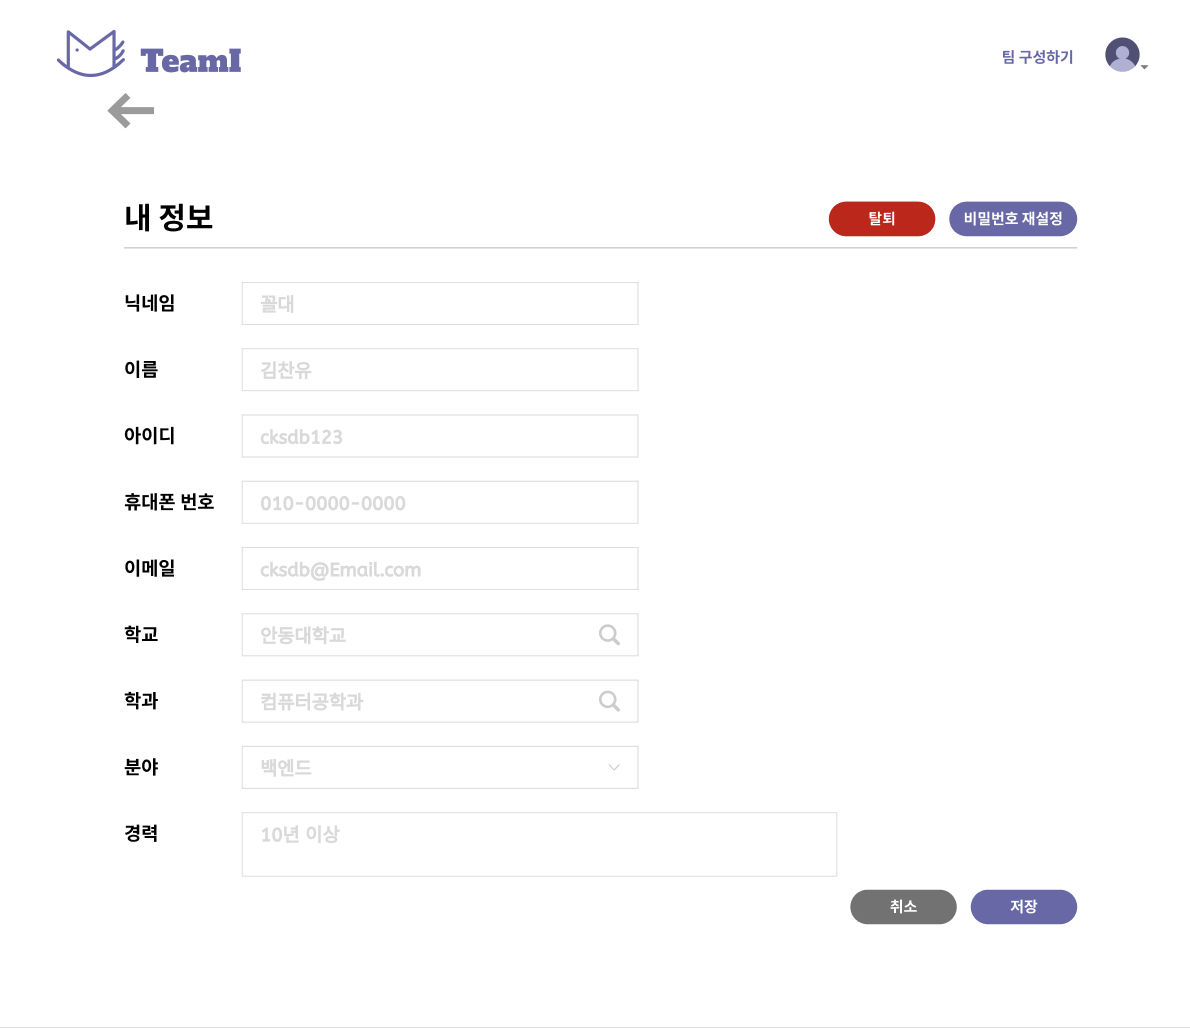 TeamI
팀 구성하기
내 정보
탈퇴
비밀번호 재설정
닉네임
꼴대
이름
김찬유
아이디
cksdb123
휴대폰 번호
010-0000-0000
이메일
cksdb@Email.com
학교
안동대학교
학과
컴퓨터공학과
분야
백엔드
경력
10년 이상
취소
저장